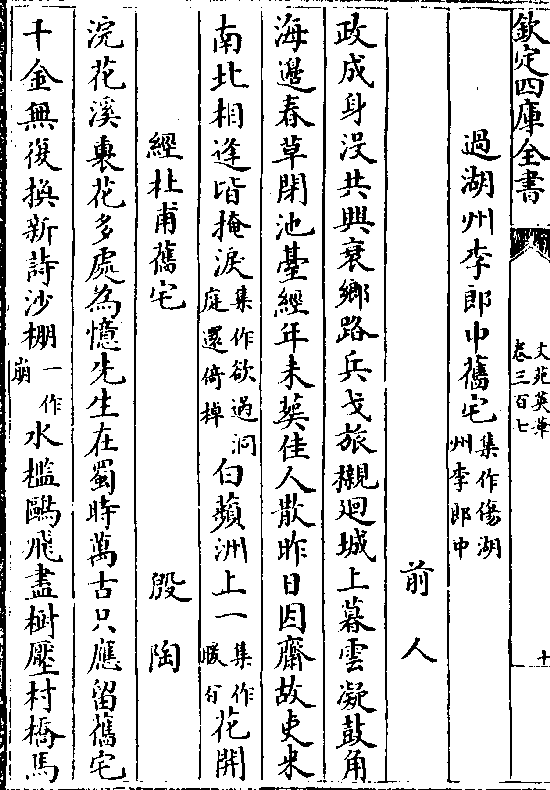 欽定四庫全書
文苑英華
卷三百七
十
過湖州李郎中舊宅集作傷湖州李郎中
前人
政成身没共興衰鄉路兵戈旅櫬廻城上暮雲凝鼓角
海邊春草閉池臺經年未葬佳人散昨日因齋故吏來
南北相逢皆掩淚集作欲過洞庭還倚棹白蘋洲上一集作暖百花開
經杜甫舊宅
殷陶
浣花溪裏花多處為憶先生在蜀時萬古只應留舊宅
千金無復換新詩沙棚一作崩水檻鷗飛盡樹壓村橋馬